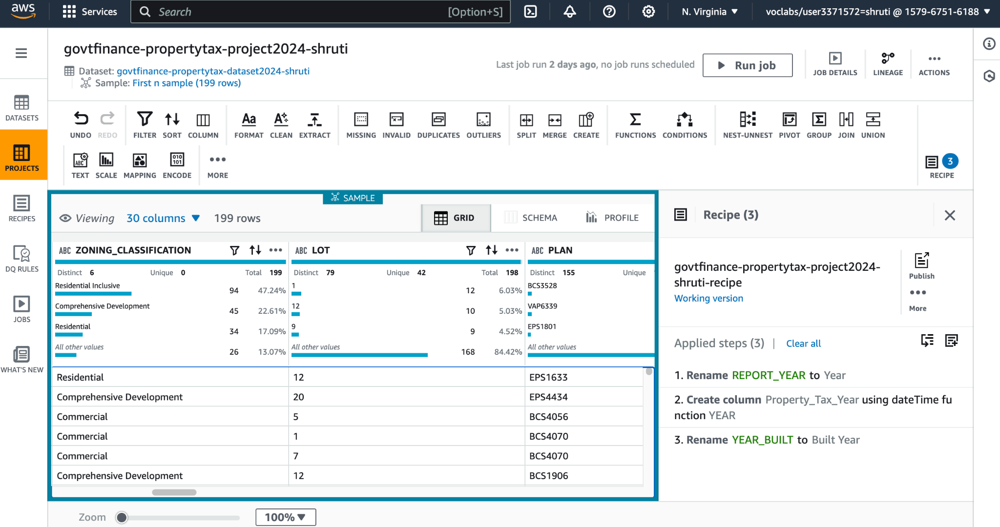 aws
Services
Search [Option+S]
N. Virginia
voclabs/user3371572=shruti @ 1579-6751-6188
govtfinance-propertytax-project2024-shruti
Dataset: govtfinance-propertytax-dataset2024-shruti
Sample: First n sample (199 rows)
Last job run 2 days ago, no job runs scheduled
Run job
JOB DETAILS
LINEAGE
ACTIONS
DATASETS
PROJECTS
RECIPES
DQ RULES
JOBS
WHAT'S NEW
UNDO REDO FILTER SORT COLUMN FORMAT CLEAN EXTRACT MISSING INVALID DUPLICATES OUTLIERS SPLIT MERGE CREATE FUNCTIONS CONDITIONS NEST-UNNEST PIVOT GROUP JOIN UNION
ABC 010 101
TEXT SCALE MAPPING ENCODE MORE
3
RECIPE
SAMPLE
Viewing 30 columns 199 rows
GRID SCHEMA PROFILE
ABC ZONING_CLASSIFICATION ABC LOT ABC PLAN
Distinct 6 Unique 0 Total 199 Distinct 79 Unique 42 Total 198 Distinct 155 Unique
Residential Inclusive 94 47.24% 1 12 6.03% BCS3528
Comprehensive Development 45 22.61% 12 10 5.03% VAP6339
Residential 34 17.09% 9 9 4.52% EPS1801
All other values 26 13.07% All other values 168 84.42% All other values
Residential 12 EPS1633
Comprehensive Development 20 EPS4434
Commercial 5 BCS4056
Commercial 1 BCS4070
Commercial 7 BCS4070
Comprehensive Development 12 BCS1906
Zoom 100%
Recipe (3)
govtfinance-propertytax-project2024-
shruti-recipe
Working version
Publish
More
Applied steps (3) | Clear all
1. Rename REPORT_YEAR to Year
2. Create column Property_Tax_Year using dateTime fu
nction YEAR
3. Rename YEAR_BUILT to Built Year